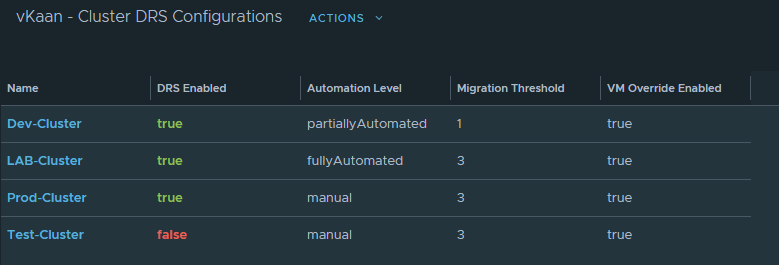 vKaan - Cluster DRS Configurations ACTIONS
Name DRS Enabled Automation Level Migration Threshold VM Override Enabled
Dev-Cluster true partiallyAutomated 1 true
LAB-Cluster true fullyAutomated 3 true
Prod-Cluster true manual 3 true
Test-Cluster false manual 3 true